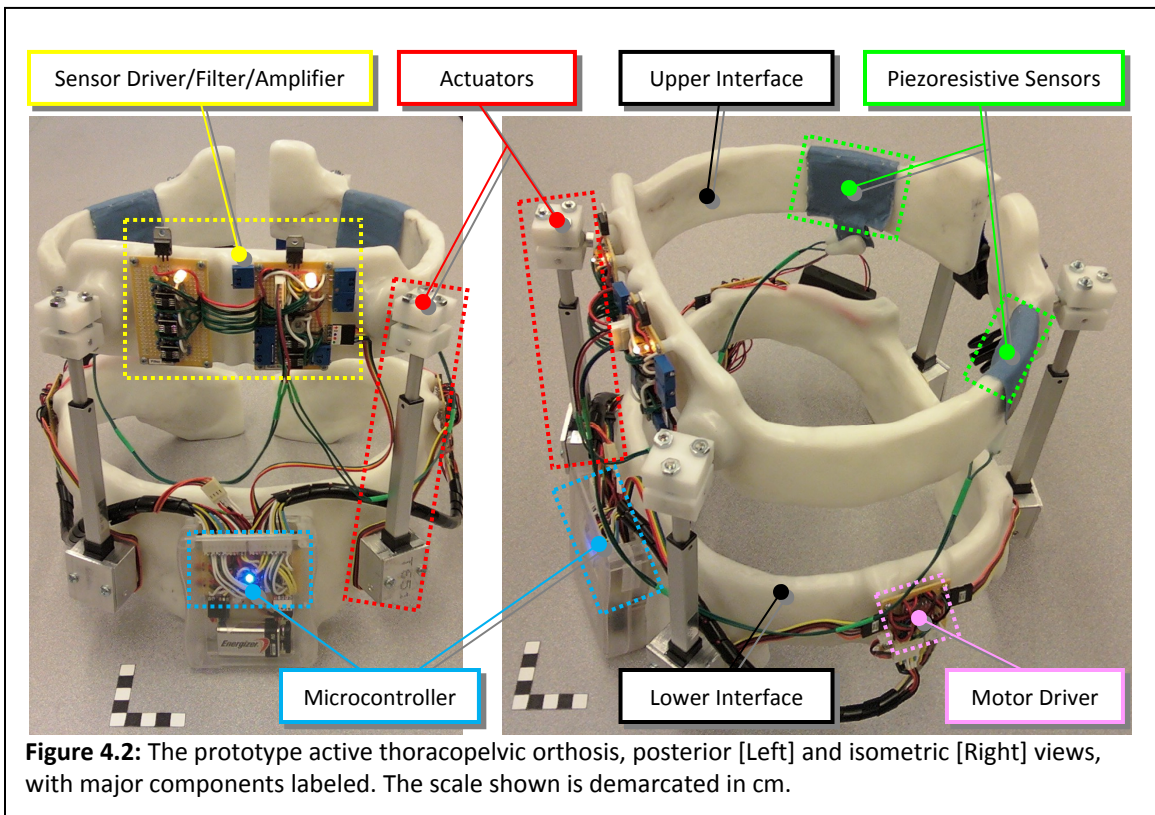 Sensor Driver/Filter/Amplifier
Actuators
Upper Interface
Piezoresistive Sensors
T651
Energizer
Microcontroller
Lower Interface
Motor Driver
Figure 4.2: The prototype active thoracopelvic orthosis, posterior [Left] and isometric [Right] views,
with major components labeled. The scale shown is demarcated in cm.